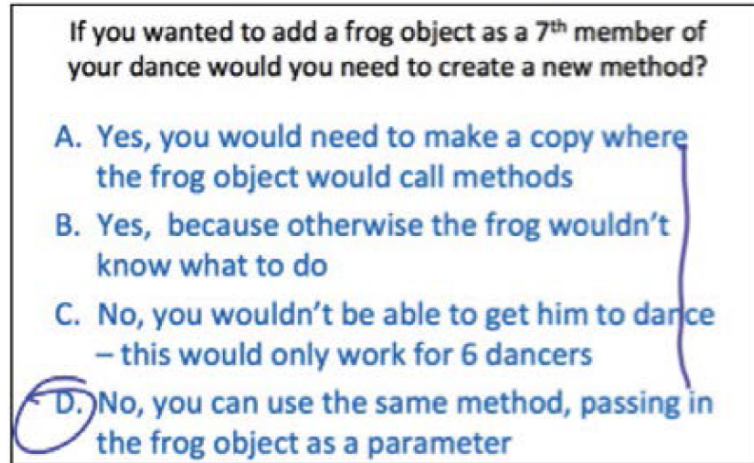 If you wanted to add a frog object as a 7th member of
your dance would you need to create a new method?
A. Yes, you would need to make a copy where
the frog object would call methods
B. Yes, because otherwise the frog wouldn't
know what to do
C. No, you wouldn't be able to get him to dance
– this would only work for 6 dancers
D. No, you can use the same method, passing in
the frog object as a parameter